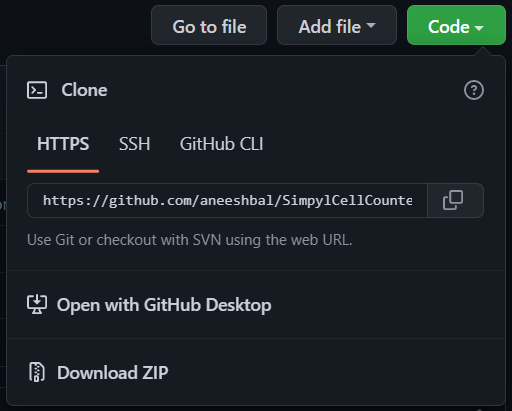 Go to file Add file Code
Clone
HTTPS SSH GitHub CLI
https://github.com/aneeshbal/SimpylCellCounte
Use Git or checkout with SVN using the web URL.
Open with GitHub Desktop
Download ZIP